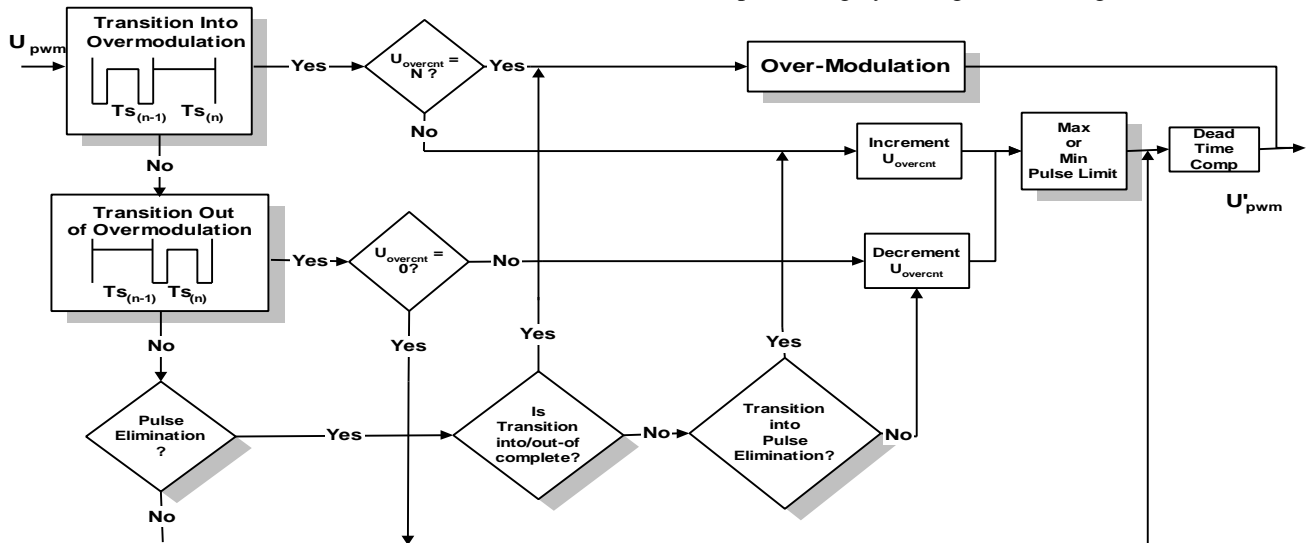 U pwm
Transition Into
Overmodulation
Ts(n-1) Ts(n)
Yes
U overcnt =
N ?
Yes
Over-Modulation
No
No
Increment
U overcnt
Max
or
Min
Pulse Limit
Dead
Time
Comp
U'pwm
Transition Out
of Overmodulation
Ts(n-1) Ts(n)
Yes
U overcnt =
0?
No
Decrement
U overcnt
No
Yes
Yes
Yes
Pulse
Elimination
?
Yes
Is
Transition
into/out-of
complete?
No
Transition
into
Pulse
Elimination?
No
No